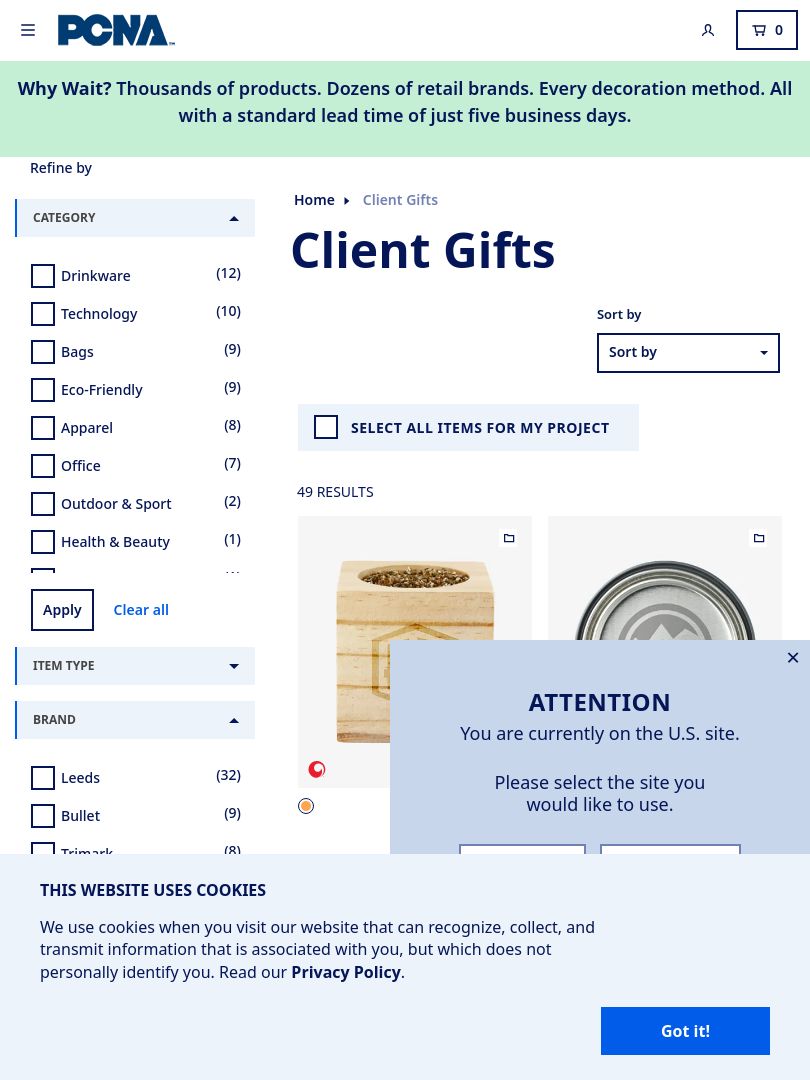 PCNA
0
Why Wait? Thousands of products. Dozens of retail brands. Every decoration method. All
with a standard lead time of just five business days.
Refine by
CATEGORY
Drinkware (12)
Technology (10)
Bags (9)
Eco-Friendly (9)
Apparel (8)
Office (7)
Outdoor & Sport (2)
Health & Beauty (1)
Apply
Clear all
ITEM TYPE
BRAND
Leeds (32)
Bullet (9)
Trimark (8)
Home
Client Gifts
Client Gifts
Sort by
Sort by
SELECT ALL ITEMS FOR MY PROJECT
49 RESULTS
ATTENTION
You are currently on the U.S. site.
Please select the site you
would like to use.
THIS WEBSITE USES COOKIES
We use cookies when you visit our website that can recognize, collect, and
transmit information that is associated with you, but which does not
personally identify you. Read our Privacy Policy.
Got it!